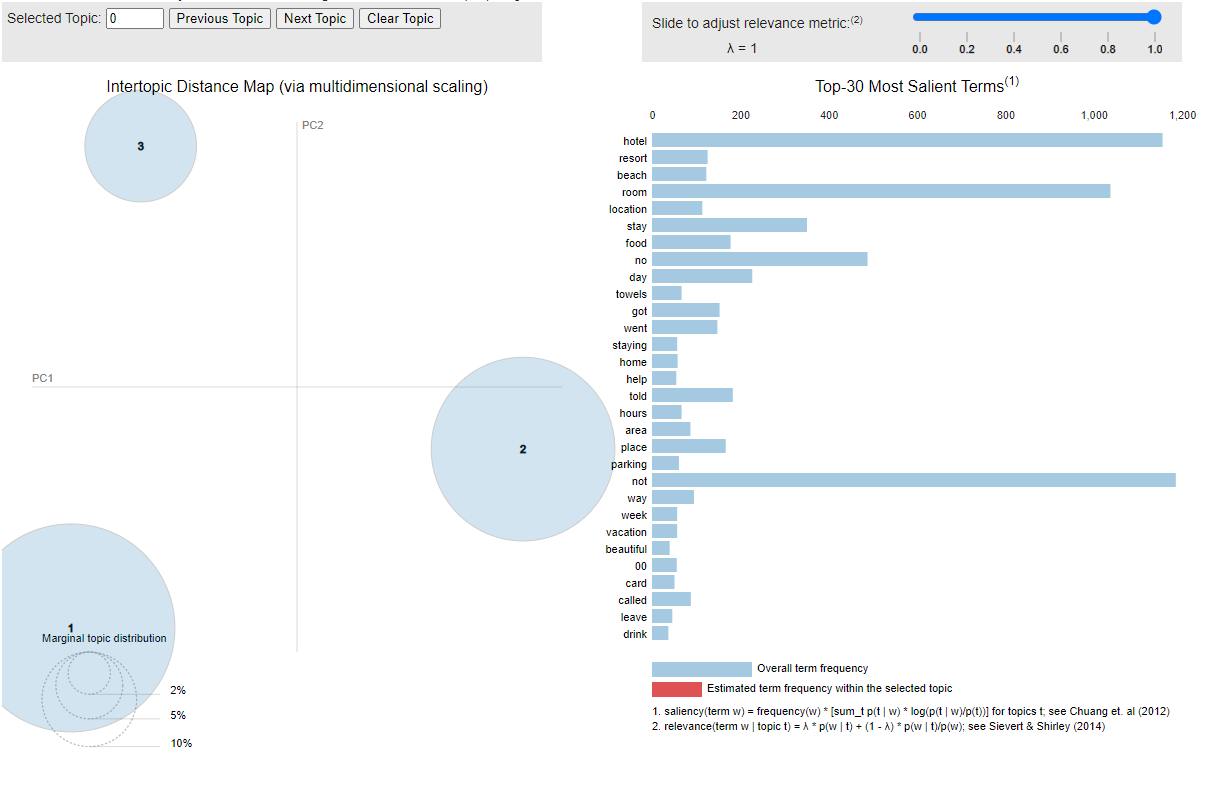 Selected Topic: 0 Previous Topic Next Topic Clear Topic
Slide to adjust relevance metric:(2)
λ = 1
0.0 0.2 0.4 0.6 0.8 1.0
Intertopic Distance Map (via multidimensional scaling)
PC2
PC1
3
2
1
Marginal topic distribution
2%
5%
10%
Top-30 Most Salient Terms(1)
0 200 400 600 800 1,000 1,200
hotel
resort
beach
room
location
stay
food
no
day
towels
got
went
staying
home
help
told
hours
area
place
parking
not
way
week
vacation
beautiful
00
card
called
leave
drink
Overall term frequency
Estimated term frequency within the selected topic
1. saliency(term w) = frequency(w) * [sum_t p(t | w) * log(p(t | w)/p(t))] for topics t; see Chuang et. al (2012)
2. relevance(term w | topic t) = λ * p(w | t) + (1 - λ) * p(w | t)/p(w); see Sievert & Shirley (2014)